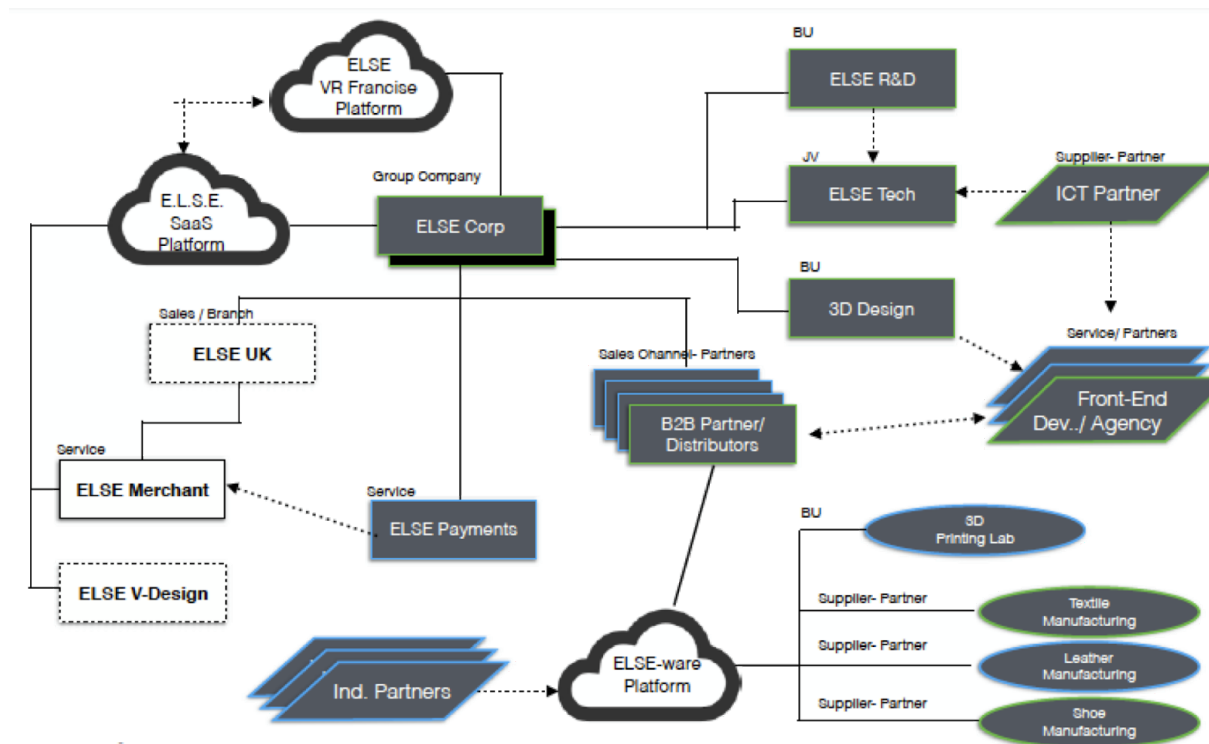 ELSE
VR Francise
Platform
BU
ELSE R&D
E.L.S.E.
SaaS
Platform
Group Company
ELSE Corp
JV
ELSE Tech
Supplier- Partner
ICT Partner
BU
3D Design
Sales / Branch
ELSE UK
Sales Channel- Partners
B2B Partner/
Distributors
Service/ Partners
Front-End
Dev../ Agency
Service
ELSE Merchant
Service
ELSE Payments
ELSE V-Design
BU
3D
Printing Lab
Supplier- Partner
Textile
Manufacturing
Supplier- Partner
Leather
Manufacturing
Supplier- Partner
Shoe
Manufacturing
ELSE-ware
Platform
Ind. Partners